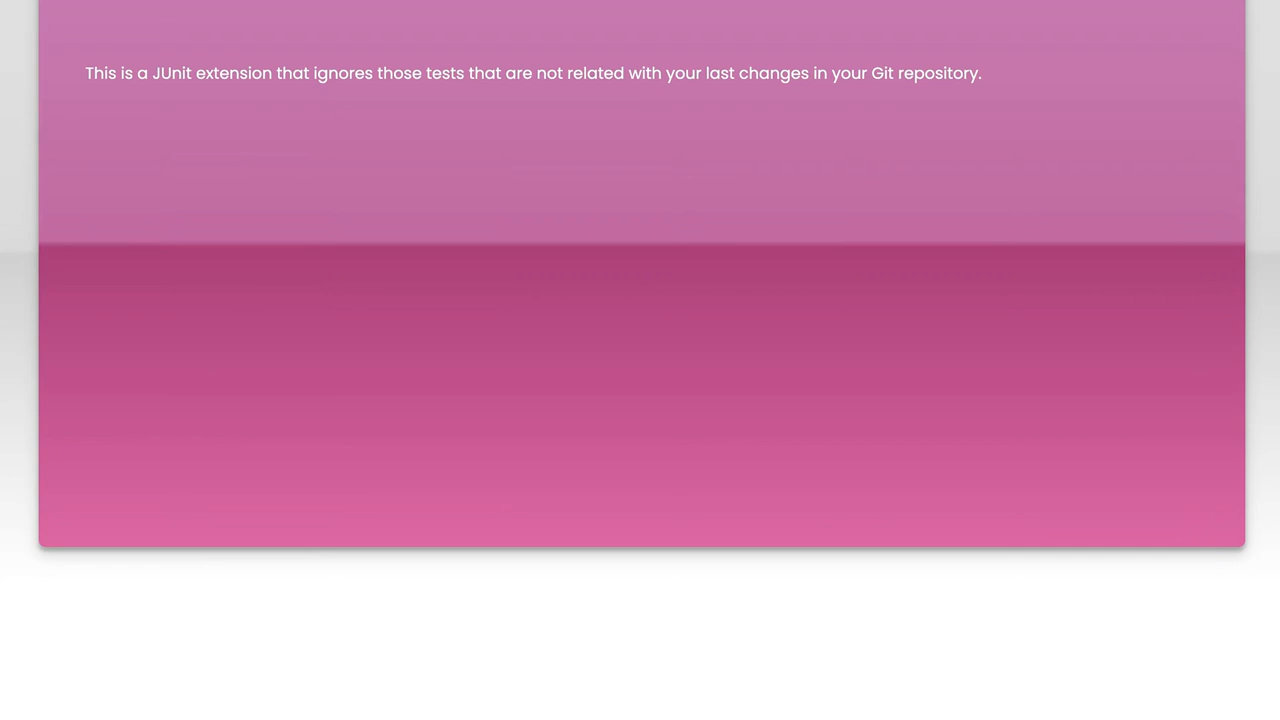 This is a JUnit extension that ignores those tests that are not related with your last changes in your Git repository.